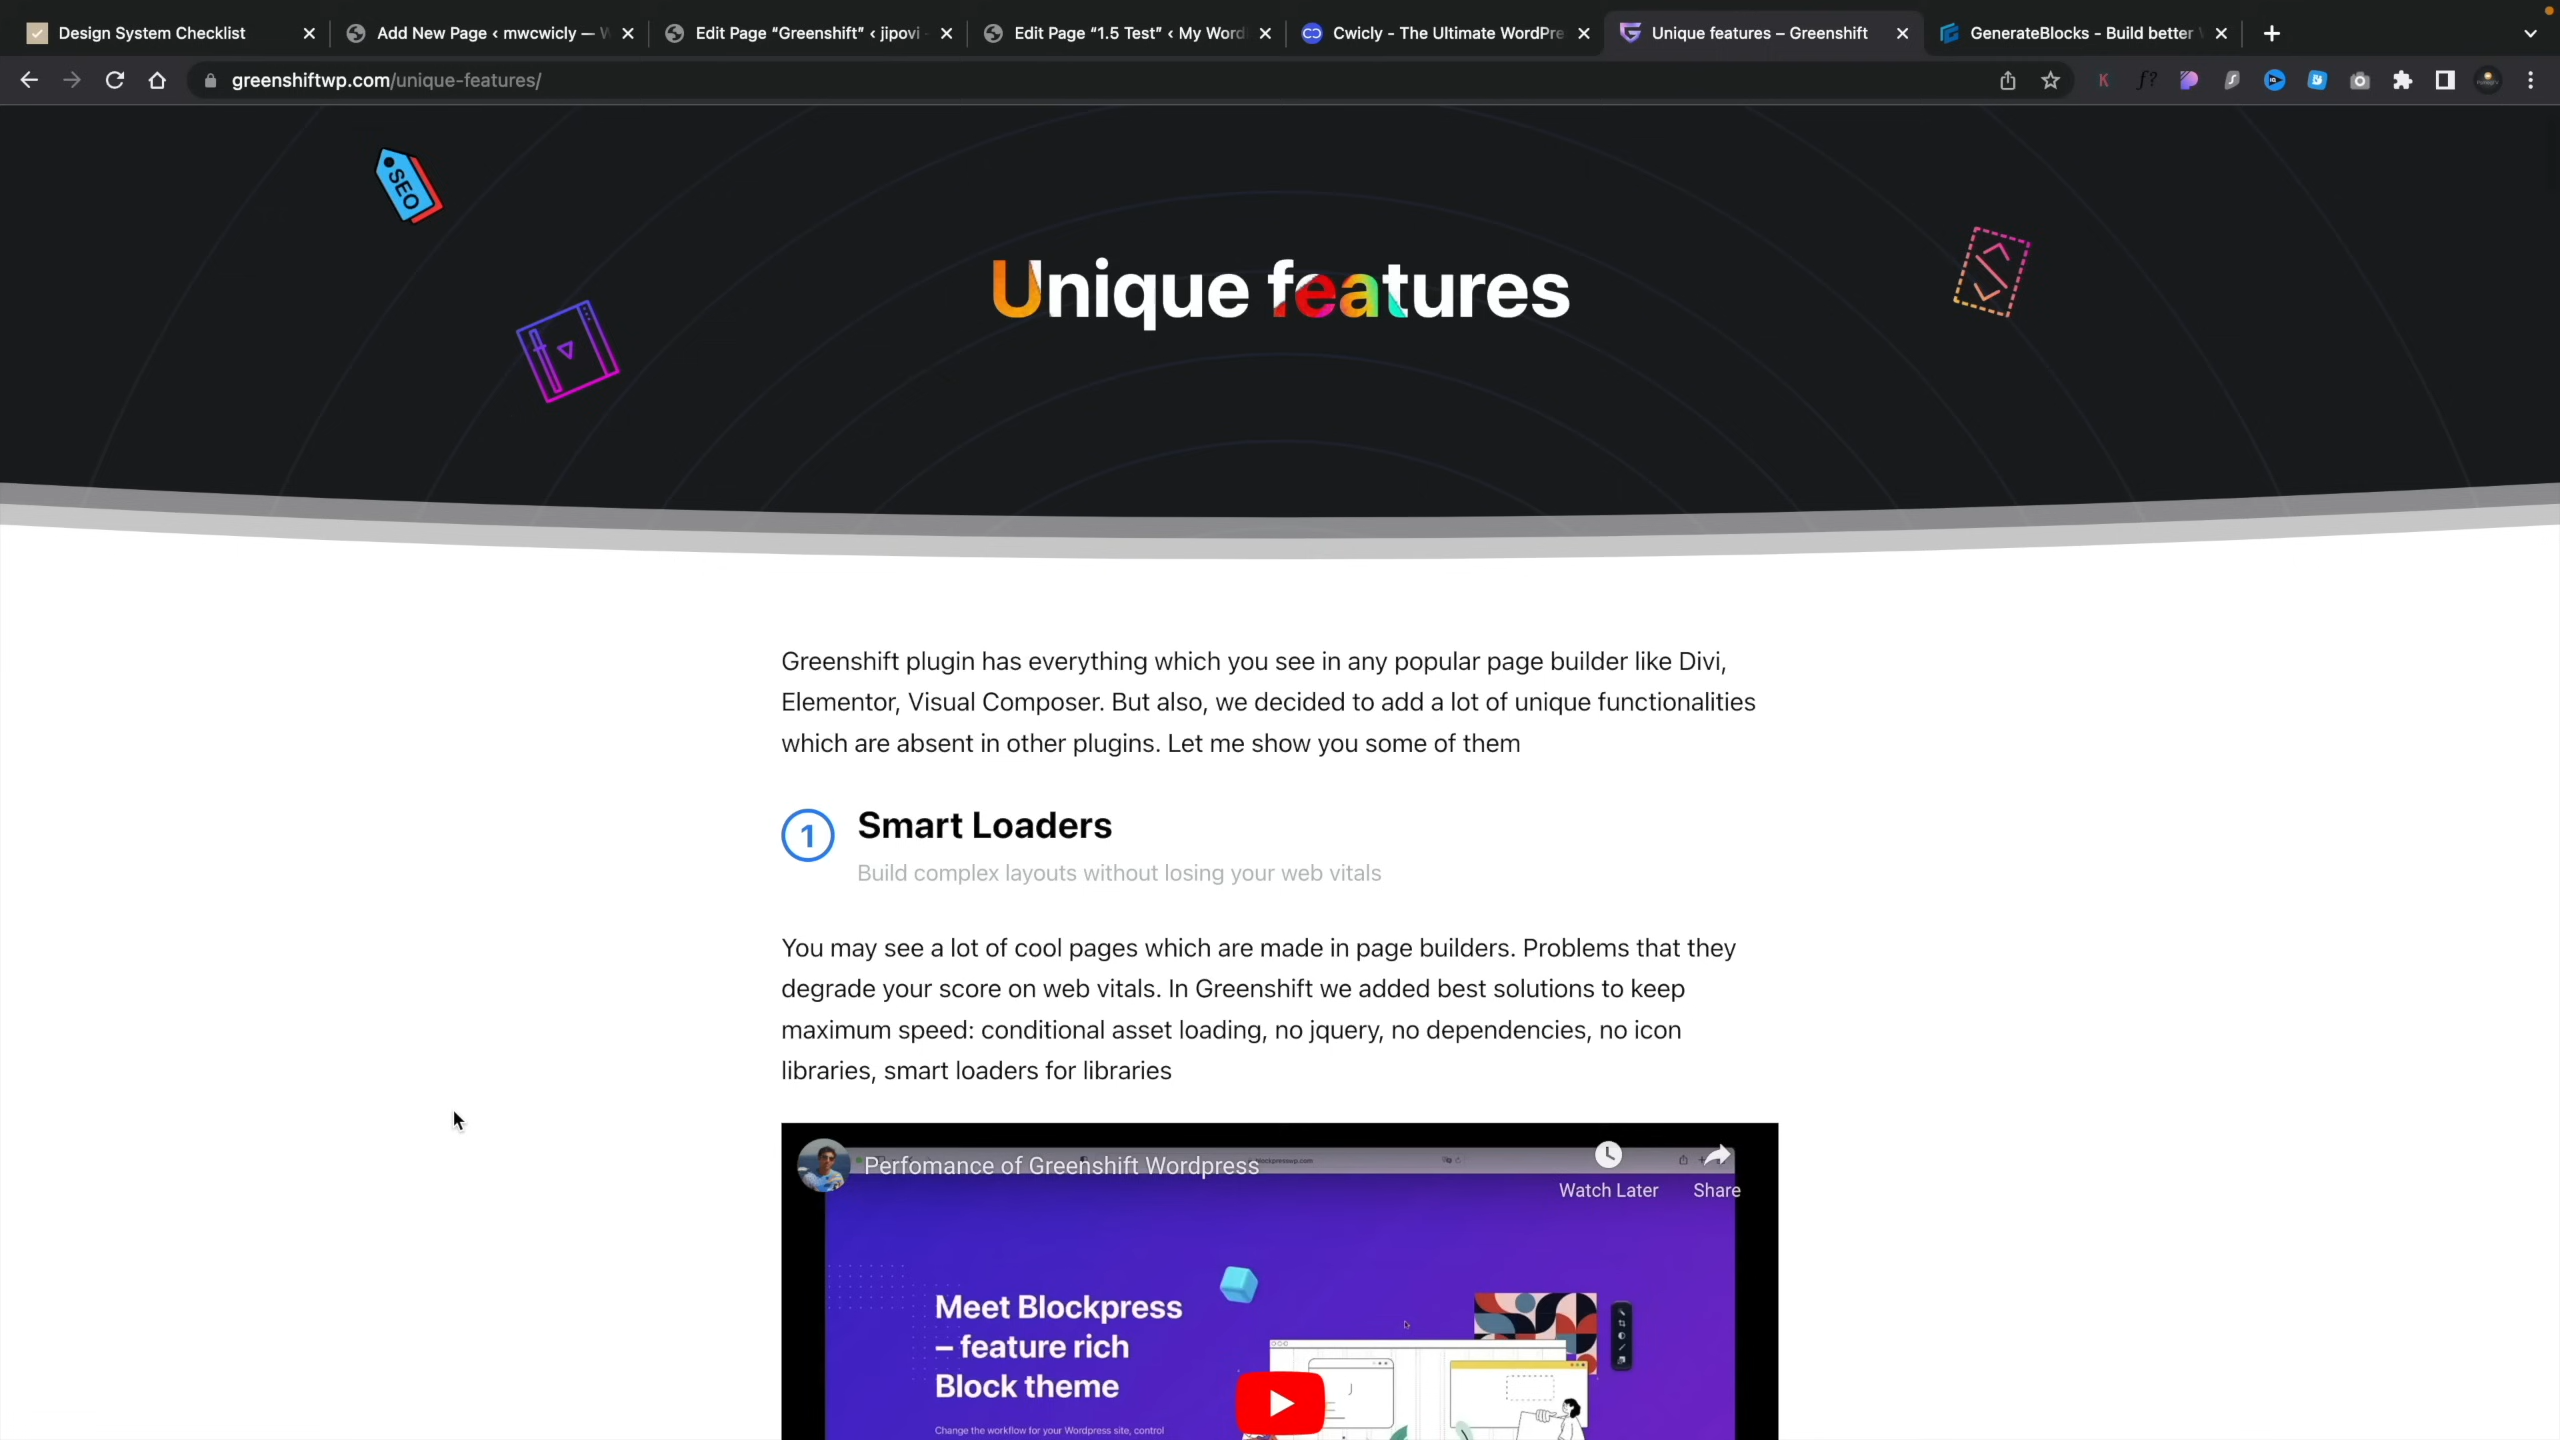 Design System Checklist
Add New Page ‹ mwcwicly — W
Edit Page “Greenshift” ‹ jipovi
Edit Page “1.5 Test” ‹ My Word
Cwicly - The Ultimate WordPre
Unique features – Greenshift
GenerateBlocks - Build better
greenshiftwp.com/unique-features/
SEO
Unique features
Greenshift plugin has everything which you see in any popular page builder like Divi,
Elementor, Visual Composer. But also, we decided to add a lot of unique functionalities
which are absent in other plugins. Let me show you some of them
1
Smart Loaders
Build complex layouts without losing your web vitals
You may see a lot of cool pages which are made in page builders. Problems that they
degrade your score on web vitals. In Greenshift we added best solutions to keep
maximum speed: conditional asset loading, no jquery, no dependencies, no icon
libraries, smart loaders for libraries
Perfomance of Greenshift Wordpress
Watch Later
Share
Meet Blockpress
– feature rich
Block theme
Change the workflow for your Wordpress site, control